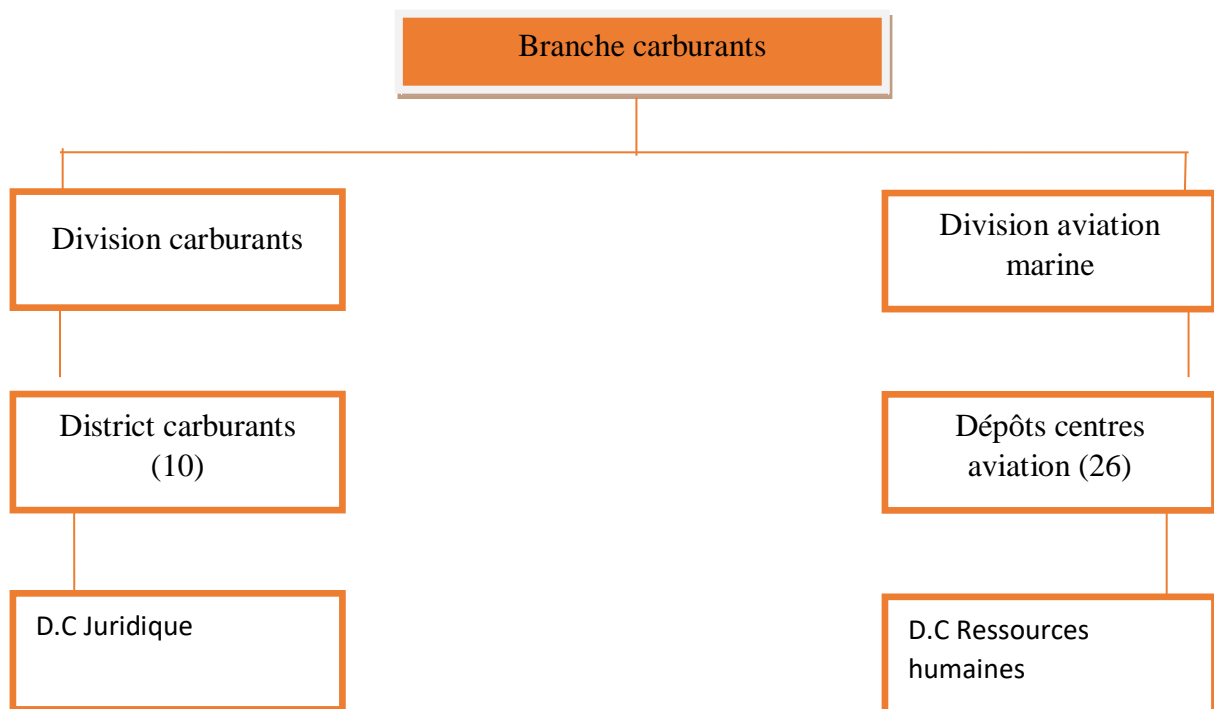 Branche carburants
Division carburants
Division aviation
marine
District carburants
(10)
Dépôts centres
aviation (26)
D.C Juridique
D.C Ressources
humaines